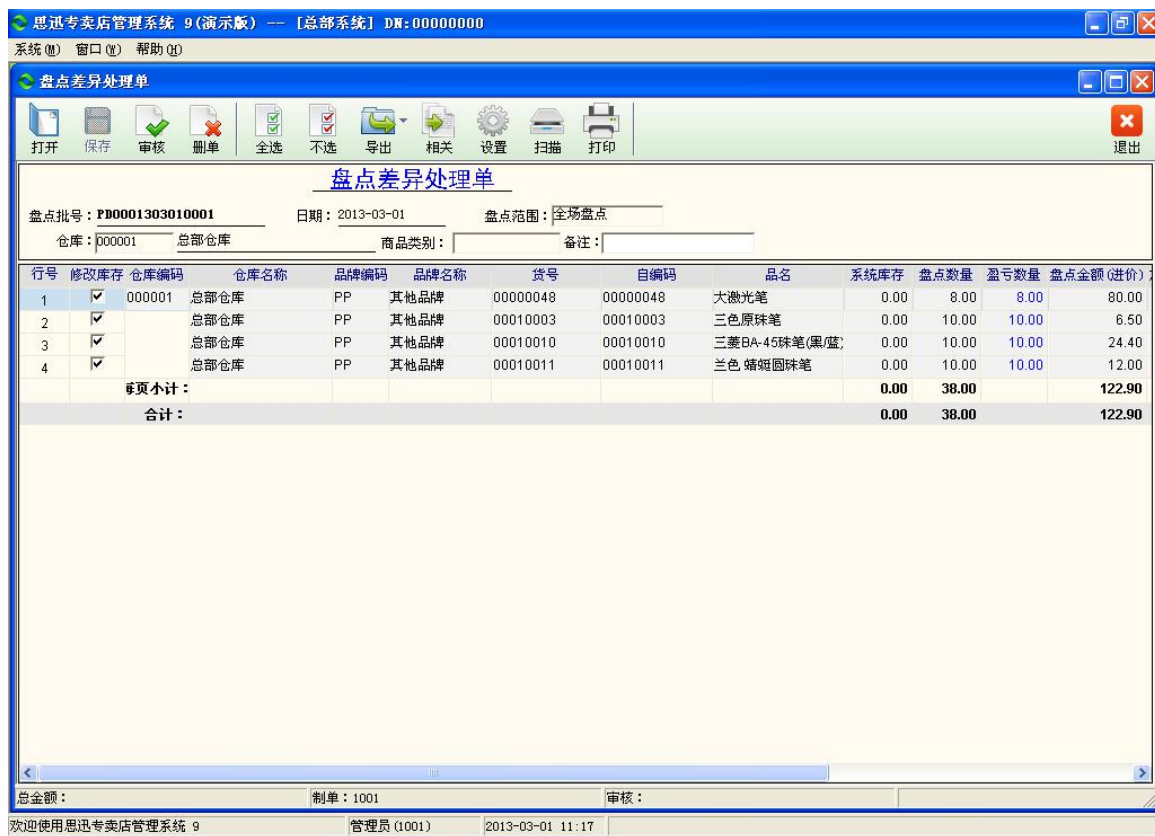 思迅专卖店管理系统 9(演示版) -- [总部系统] DN:00000000
系统(M) 窗口(W) 帮助(H)
盘点差异处理单
打开 保存 审核 删单 全选 不选 导出 相关 设置 扫描 打印 退出
盘点差异处理单
盘点批号：PD0001303010001 日期：2013-03-01 盘点范围：全场盘点
仓库：000001 总部仓库 商品类别： 备注：
行号 修改库存 仓库编码 仓库名称 品牌编码 品牌名称 货号 自编码 品名 系统库存 盘点数量 盈亏数量 盘点金额(进价)
1 000001 总部仓库 PP 其他品牌 00000048 00000048 大激光笔 0.00 8.00 8.00 80.00
2 总部仓库 PP 其他品牌 00010003 00010003 三色原珠笔 0.00 10.00 10.00 6.50
3 总部仓库 PP 其他品牌 00010010 00010010 三菱BA-45珠笔(黑/蓝) 0.00 10.00 10.00 24.40
4 总部仓库 PP 其他品牌 00010011 00010011 兰色 蜻蜓圆珠笔 0.00 10.00 10.00 12.00
页小计： 0.00 38.00 122.90
合计： 0.00 38.00 122.90
总金额： 制单：1001 审核：
欢迎使用思迅专卖店管理系统 9 管理员(1001) 2013-03-01 11:17